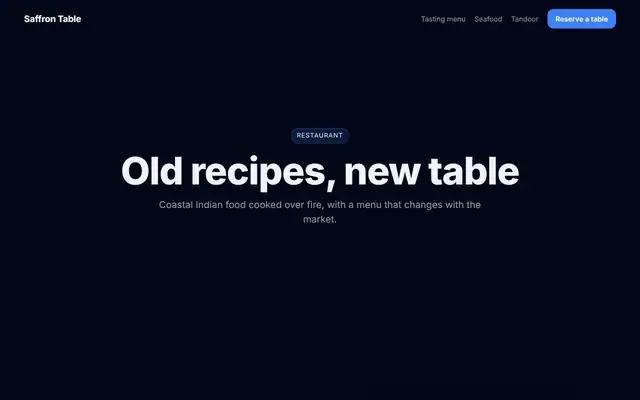 Saffron Table
Tasting menu
Seafood
Tandoor
Reserve a table
RESTAURANT
Old recipes, new table
Coastal Indian food cooked over fire, with a menu that changes with the
market.